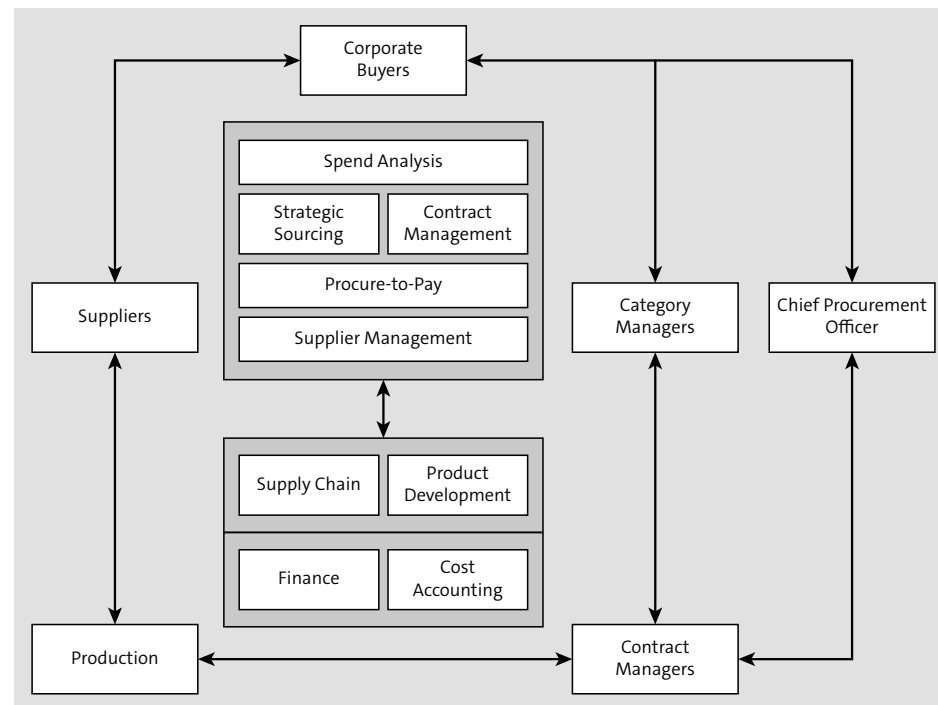 Corporate
Buyers
Spend Analysis
Strategic
Sourcing
Contract
Management
Procure-to-Pay
Supplier Management
Suppliers
Category
Managers
Chief Procurement
Officer
Supply Chain
Product
Development
Finance
Cost
Accounting
Production
Contract
Managers